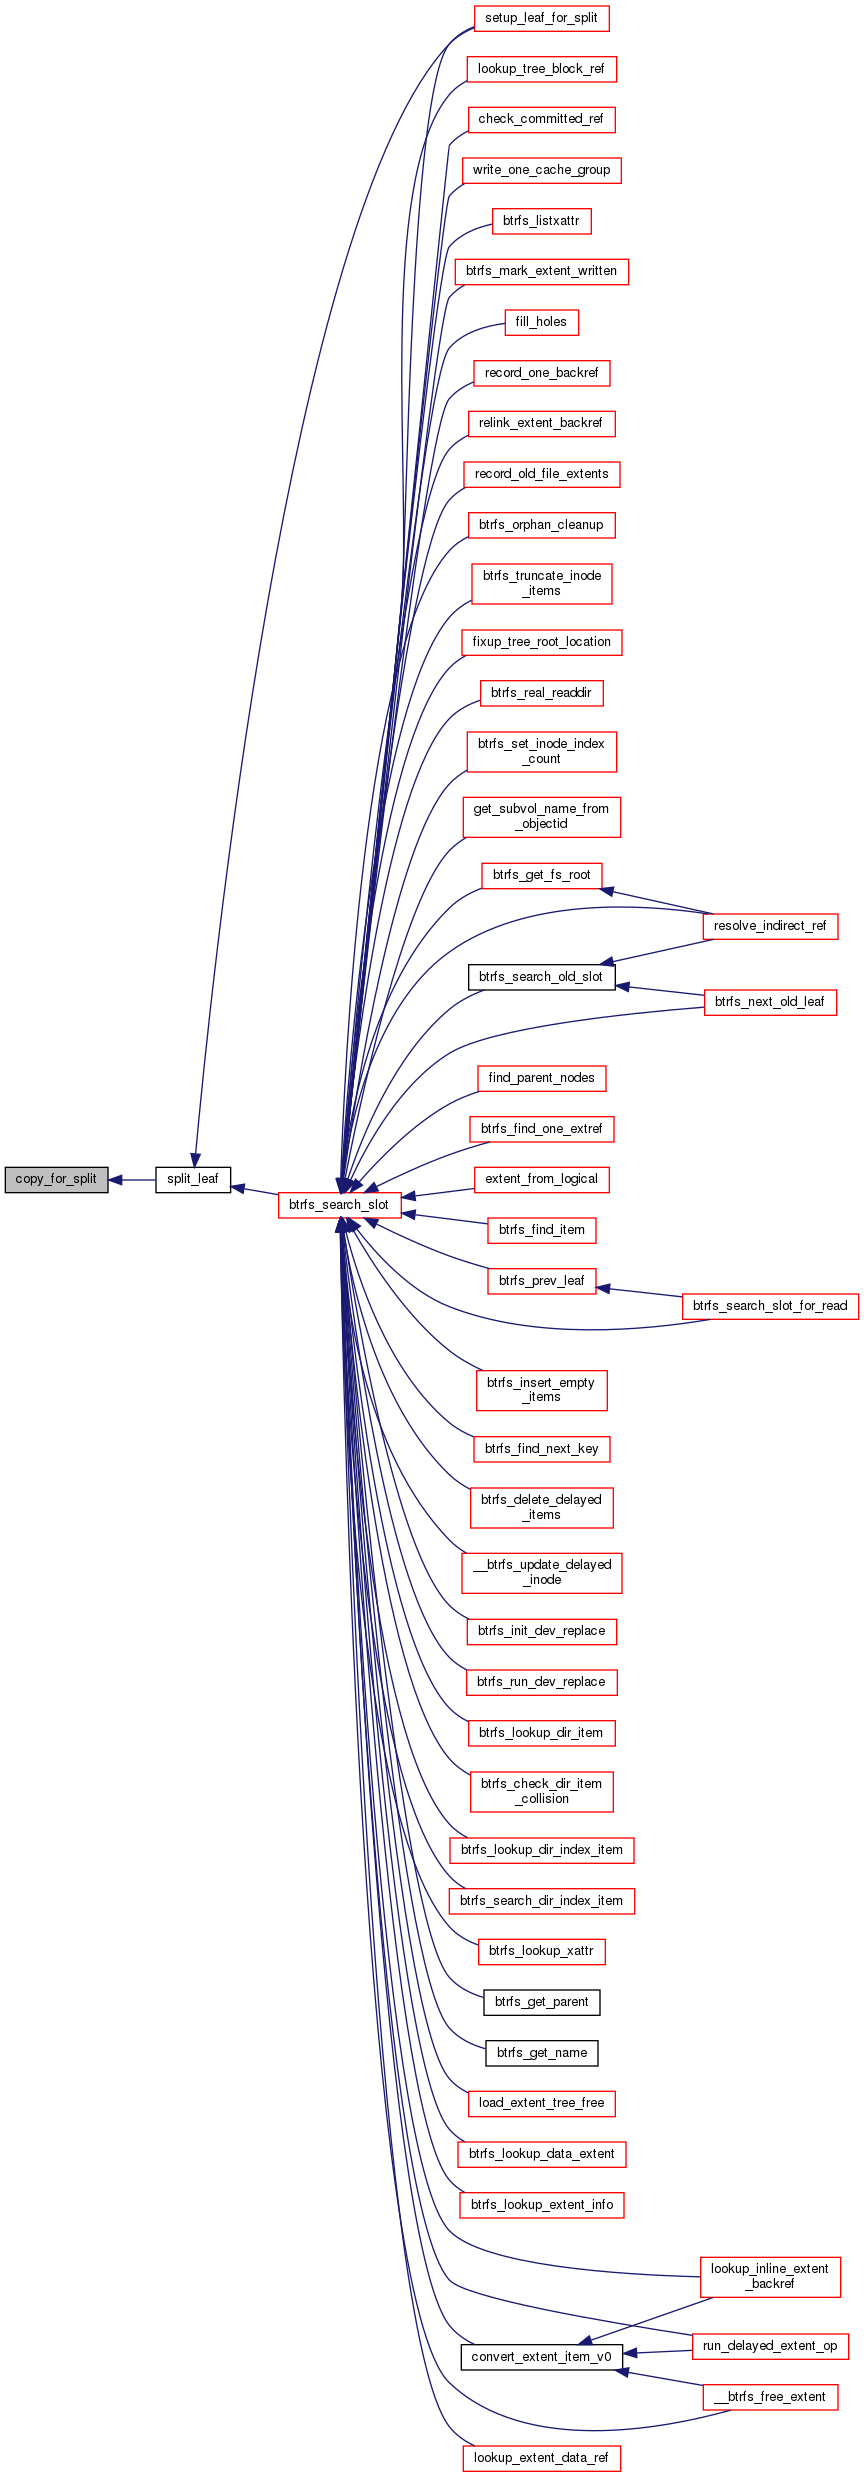 setup_leaf_for_split
lookup_tree_block_ref
check_committed_ref
write_one_cache_group
btrfs_listxattr
btrfs_mark_extent_written
fill_holes
record_one_backref
relink_extent_backref
record_old_file_extents
btrfs_orphan_cleanup
btrfs_truncate_inode
_items
fixup_tree_root_location
btrfs_real_readdir
btrfs_set_inode_index
_count
get_subvol_name_from
_objectid
btrfs_get_fs_root
resolve_indirect_ref
btrfs_search_old_slot
btrfs_next_old_leaf
find_parent_nodes
btrfs_find_one_extref
copy_for_split
split_leaf
extent_from_logical
btrfs_search_slot
btrfs_find_item
btrfs_prev_leaf
btrfs_search_slot_for_read
btrfs_insert_empty
_items
btrfs_find_next_key
btrfs_delete_delayed
_items
__btrfs_update_delayed
_inode
btrfs_init_dev_replace
btrfs_run_dev_replace
btrfs_lookup_dir_item
btrfs_check_dir_item
_collision
btrfs_lookup_dir_index_item
btrfs_search_dir_index_item
btrfs_lookup_xattr
btrfs_get_parent
btrfs_get_name
load_extent_tree_free
btrfs_lookup_data_extent
btrfs_lookup_extent_info
lookup_inline_extent
_backref
run_delayed_extent_op
convert_extent_item_v0
__btrfs_free_extent
lookup_extent_data_ref